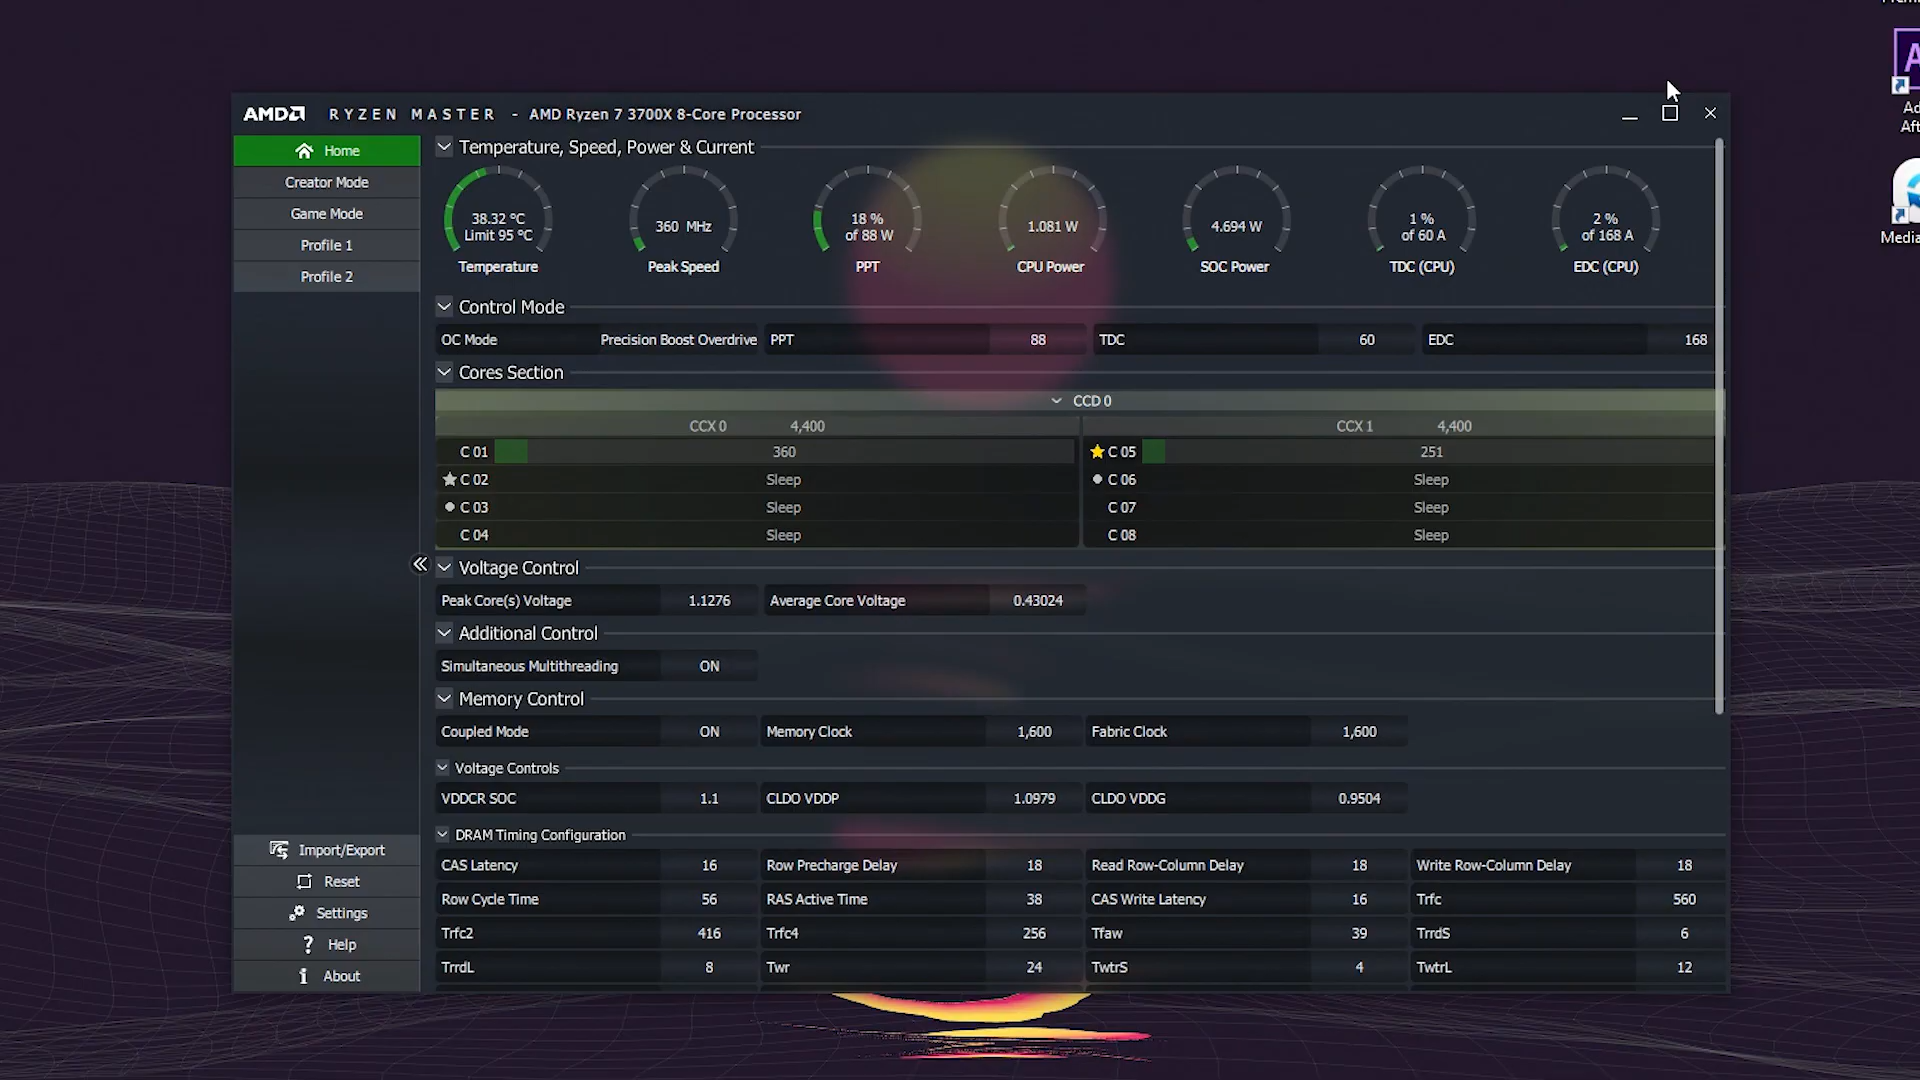 AMD RYZEN MASTER - AMD Ryzen 7 3700X 8-Core Processor
Home
Creator Mode
Game Mode
Profile 1
Profile 2
Import/Export
Reset
Settings
Help
About
Temperature, Speed, Power & Current
38.32 °C
Limit 95 °C
Temperature
360 MHz
Peak Speed
18 %
of 88 W
PPT
1.081 W
CPU Power
4.694 W
SOC Power
1 %
of 60 A
TDC (CPU)
2 %
of 168 A
EDC (CPU)
Control Mode
OC Mode Precision Boost Overdrive PPT 88 TDC 60 EDC 168
Cores Section
CCD 0
CCX 0 4,400 CCX 1 4,400
C 01 360 C 05 251
C 02 Sleep C 06 Sleep
C 03 Sleep C 07 Sleep
C 04 Sleep C 08 Sleep
Voltage Control
Peak Core(s) Voltage 1.1276 Average Core Voltage 0.43024
Additional Control
Simultaneous Multithreading ON
Memory Control
Coupled Mode ON Memory Clock 1,600 Fabric Clock 1,600
Voltage Controls
VDDCR SOC 1.1 CLDO VDDP 1.0979 CLDO VDDG 0.9504
DRAM Timing Configuration
CAS Latency 16 Row Precharge Delay 18 Read Row-Column Delay 18 Write Row-Column Delay 18
Row Cycle Time 56 RAS Active Time 38 CAS Write Latency 16 Trfc 560
Trfc2 416 Trfc4 256 Tfaw 39 TrrdS 6
TrrdL 8 Twr 24 TwtrS 4 TwtrL 12
A
Ad
Aft
Media